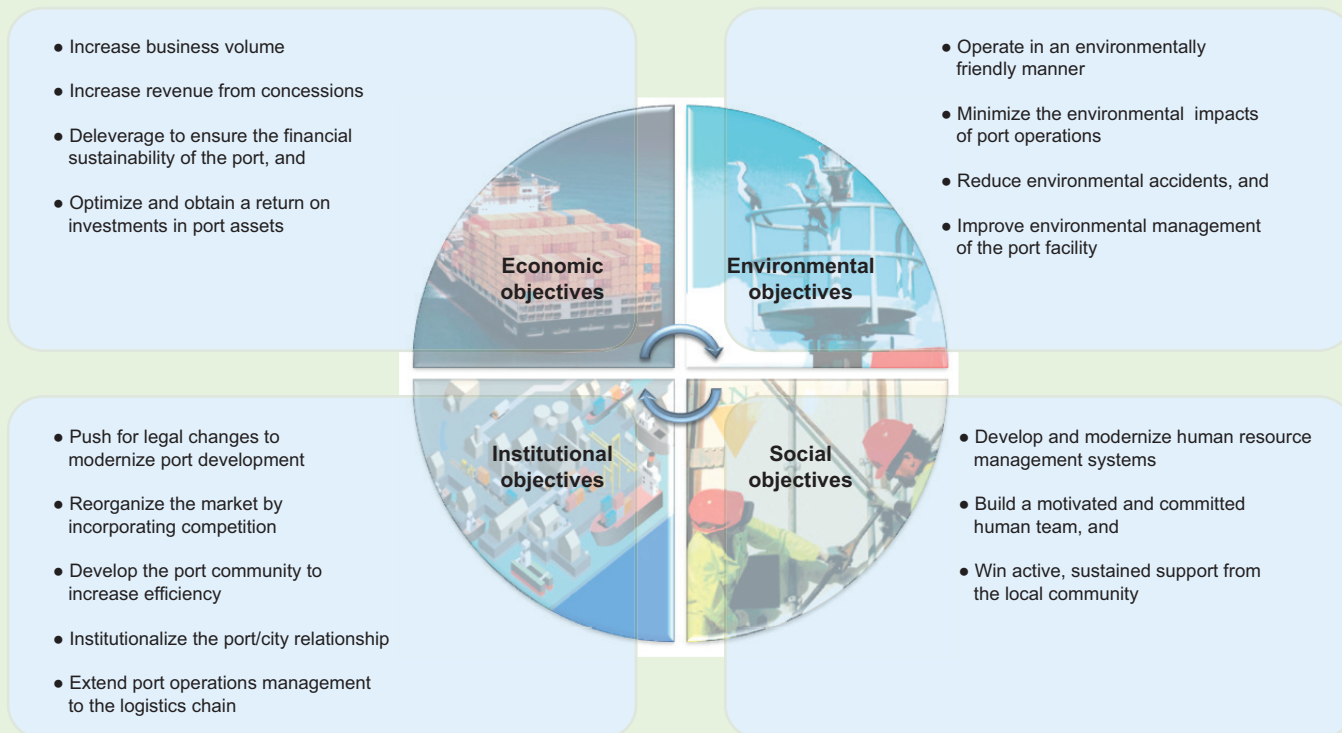 ● Increase business volume
● Increase revenue from concessions
● Deleverage to ensure the financial
sustainability of the port, and
● Optimize and obtain a return on
investments in port assets
● Operate in an environmentally
friendly manner
● Minimize the environmental impacts
of port operations
● Reduce environmental accidents, and
● Improve environmental management
of the port facility
Economic
objectives
Environmental
objectives
Institutional
objectives
Social
objectives
● Push for legal changes to
modernize port development
● Reorganize the market by
incorporating competition
● Develop the port community to
increase efficiency
● Institutionalize the port/city relationship
● Extend port operations management
to the logistics chain
● Develop and modernize human resource
management systems
● Build a motivated and committed
human team, and
● Win active, sustained support from
the local community